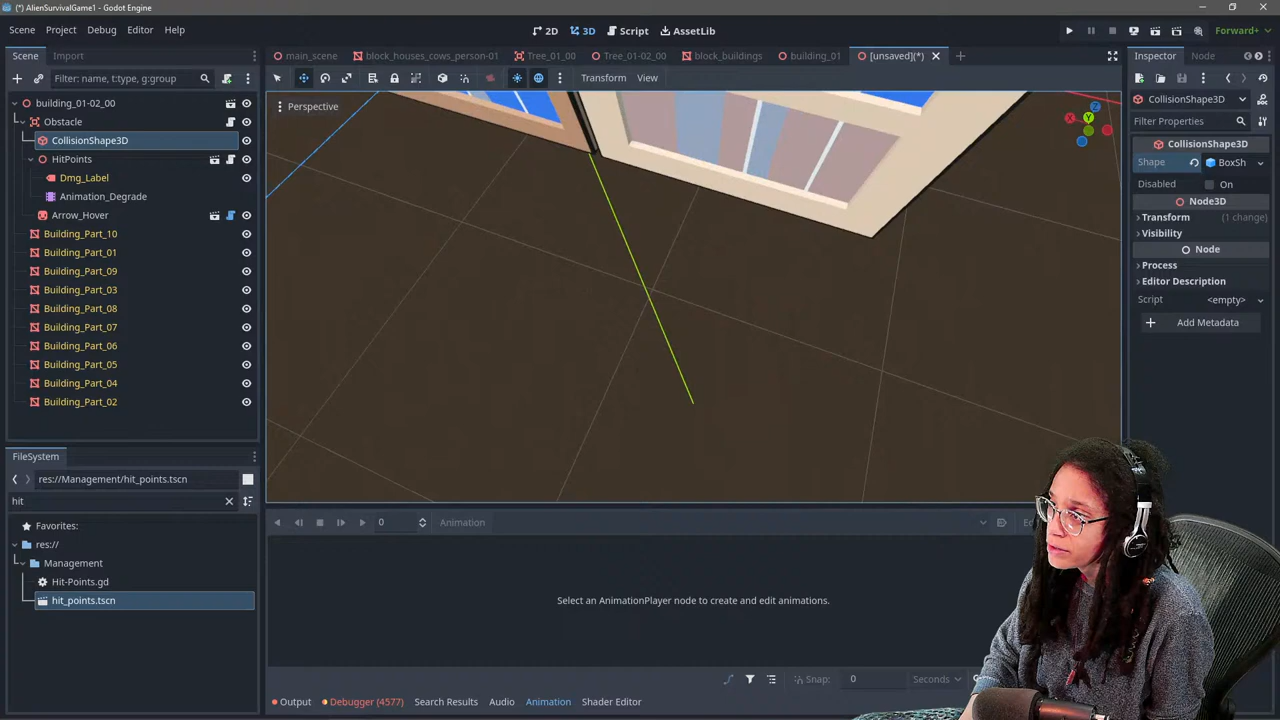 (*) AlienSurvivalGame1 - Godot Engine
Scene Project Debug Editor Help
2D 3D Script AssetLib
Forward+
Scene Import
main_scene block_houses_cows_person-01 Tree_01_00 Tree_01-02_00 block_buildings building_01 [unsaved](*)
Inspector Node
Filter: name, t:type, g:group
Transform View
building_01-02_00
Obstacle
CollisionShape3D
HitPoints
Dmg_Label
Animation_Degrade
Arrow_Hover
Building_Part_10
Building_Part_01
Building_Part_09
Building_Part_03
Building_Part_08
Building_Part_07
Building_Part_06
Building_Part_05
Building_Part_04
Building_Part_02
Perspective
Z
Y
X
CollisionShape3D
Filter Properties
CollisionShape3D
Shape BoxSh
Disabled On
Node3D
Transform (1 change)
Visibility
Node
Process
Editor Description
Script <empty>
Add Metadata
FileSystem
res://Management/hit_points.tscn
hit
Favorites:
res://
Management
Hit-Points.gd
hit_points.tscn
0 Animation
Select an AnimationPlayer node to create and edit animations.
Snap: 0 Seconds
Output Debugger (4577) Search Results Audio Animation Shader Editor